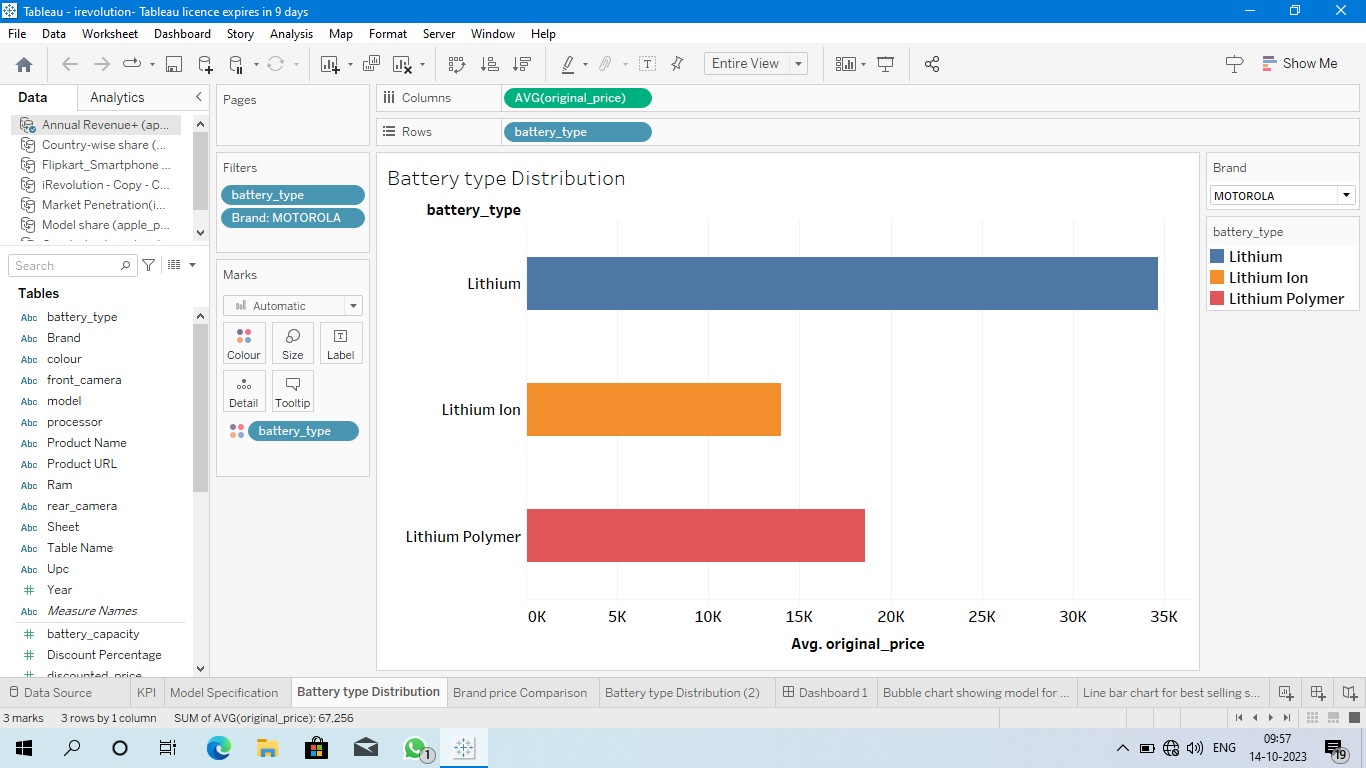 Tableau - irevolution- Tableau licence expires in 9 days
File Data Worksheet Dashboard Story Analysis Map Format Server Window Help
Entire View
Show Me
Data Analytics
Annual Revenue+ (ap...
Country-wise share (...
Flipkart_Smartphone ...
iRevolution - Copy - C...
Market Penetration(i...
Model share (apple_p...
Search
Tables
Abc battery_type
Abc Brand
Abc colour
Abc front_camera
Abc model
Abc processor
Abc Product Name
Abc Product URL
Abc Ram
Abc rear_camera
Abc Sheet
Abc Table Name
Abc Upc
# Year
Abc Measure Names
# battery_capacity
# Discount Percentage
# discounted_price
Pages
Filters
battery_type
Brand: MOTOROLA
Marks
Automatic
Colour Size Label
Detail Tooltip
battery_type
Columns AVG(original_price)
Rows battery_type
Battery type Distribution
battery_type
Lithium
Lithium Ion
Lithium Polymer
0K 5K 10K 15K 20K 25K 30K 35K
Avg. original_price
Brand
MOTOROLA
battery_type
Lithium
Lithium Ion
Lithium Polymer
Data Source KPI Model Specification Battery type Distribution Brand price Comparison Battery type Distribution (2) Dashboard 1 Bubble chart showing model for ... Line bar chart for best selling s...
3 marks 3 rows by 1 column SUM of AVG(original_price): 67,256
1
ENG
09:57
14-10-2023
19